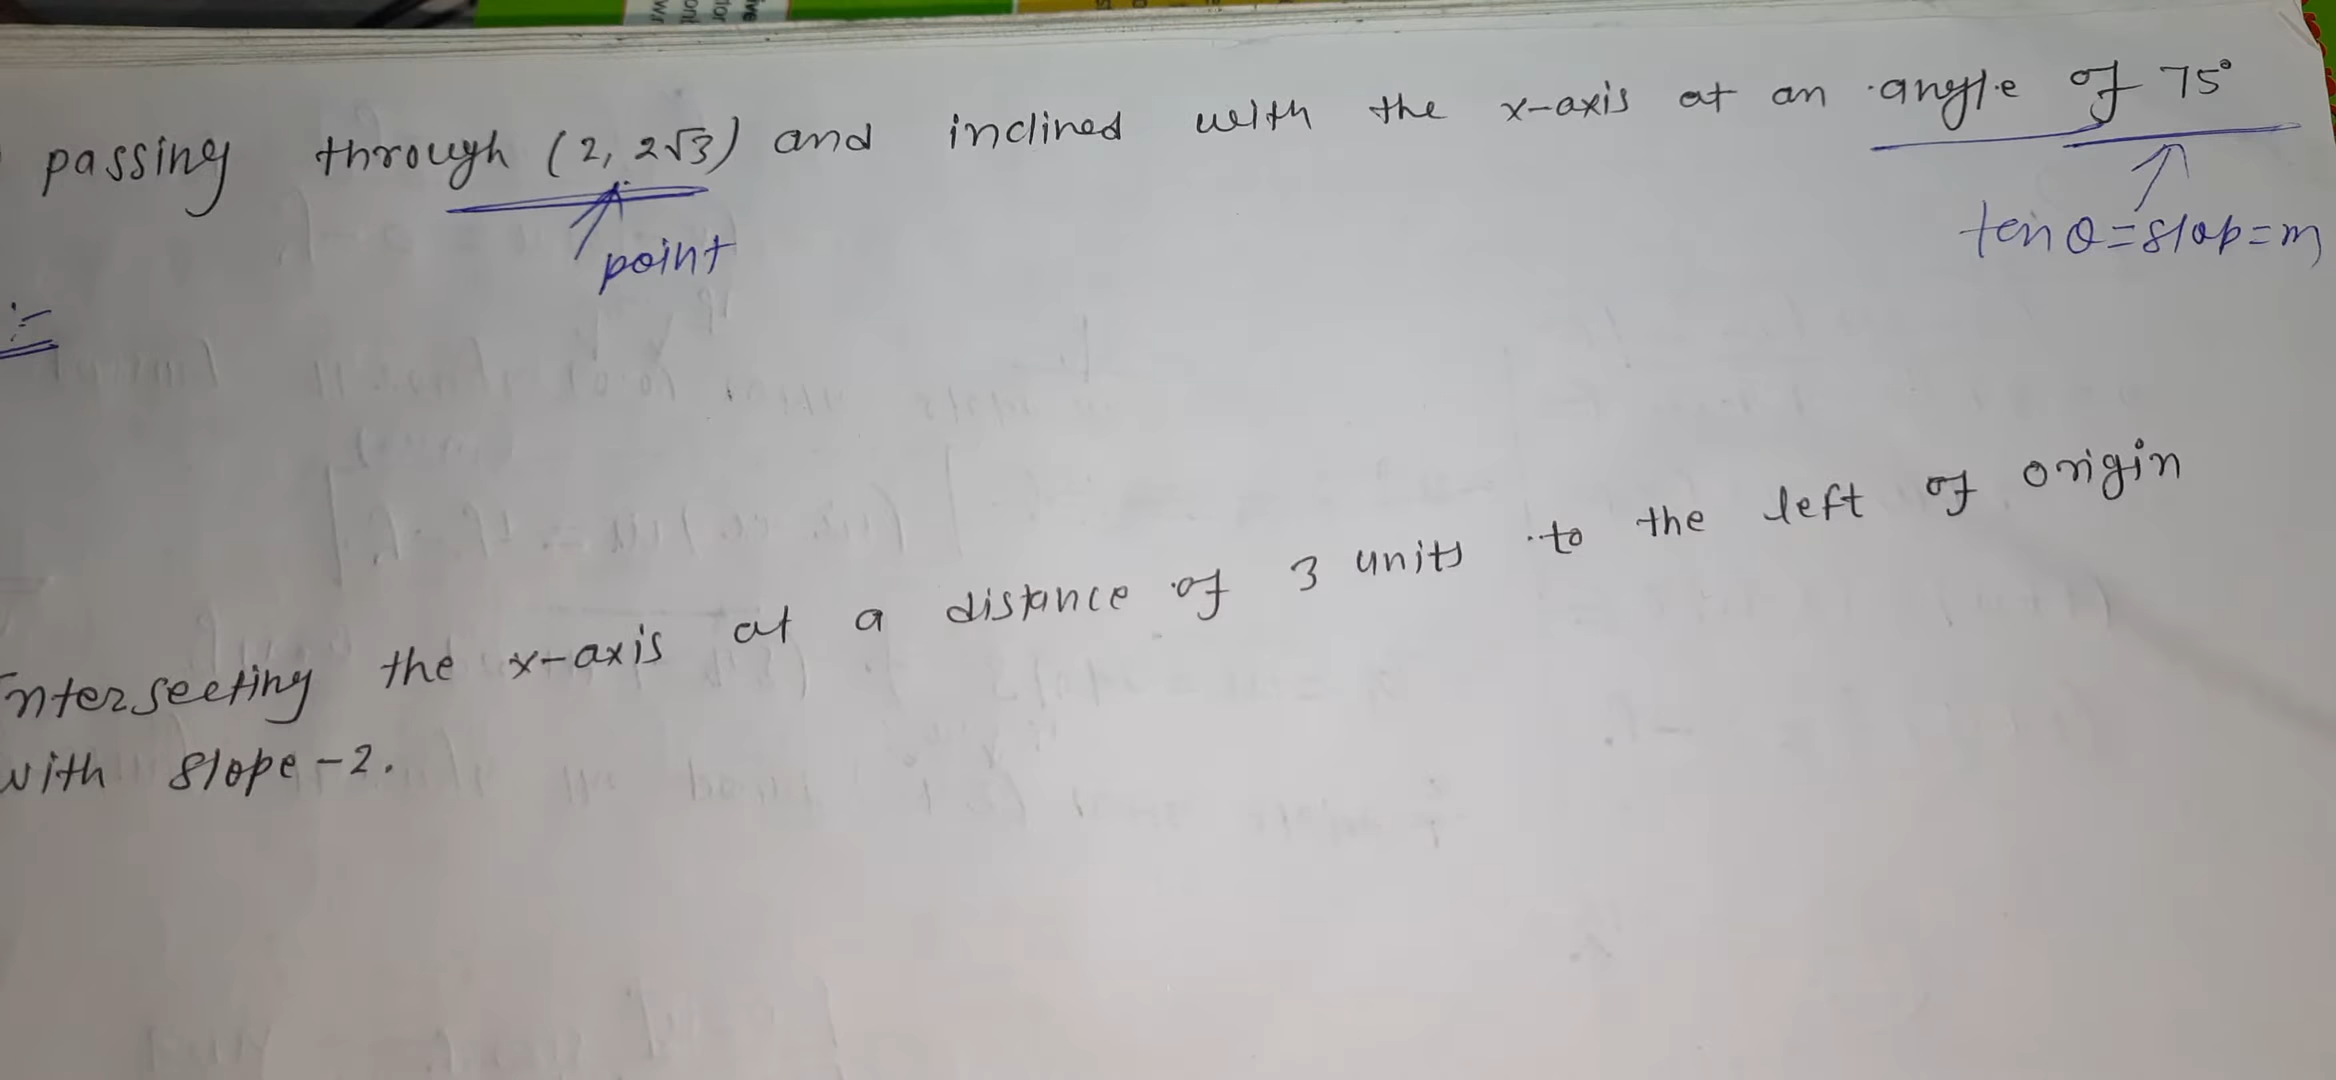 passing through (2, 2√3) and inclined with the x-axis at an angle of 75°
point
tan θ = slop = m
:-
intersecting the x-axis at a distance of 3 units to the left of origin
with slope -2.